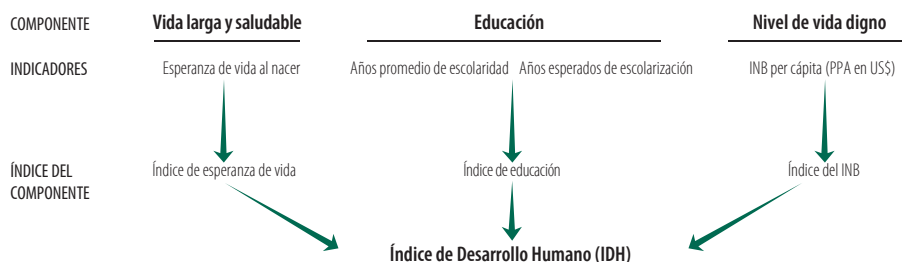 COMPONENTE Vida larga y saludable Educación Nivel de vida digno
INDICADORES Esperanza de vida al nacer Años promedio de escolaridad Años esperados de escolarización INB per cápita (PPA en US$)
ÍNDICE DEL COMPONENTE Índice de esperanza de vida Índice de educación Índice del INB
Índice de Desarrollo Humano (IDH)